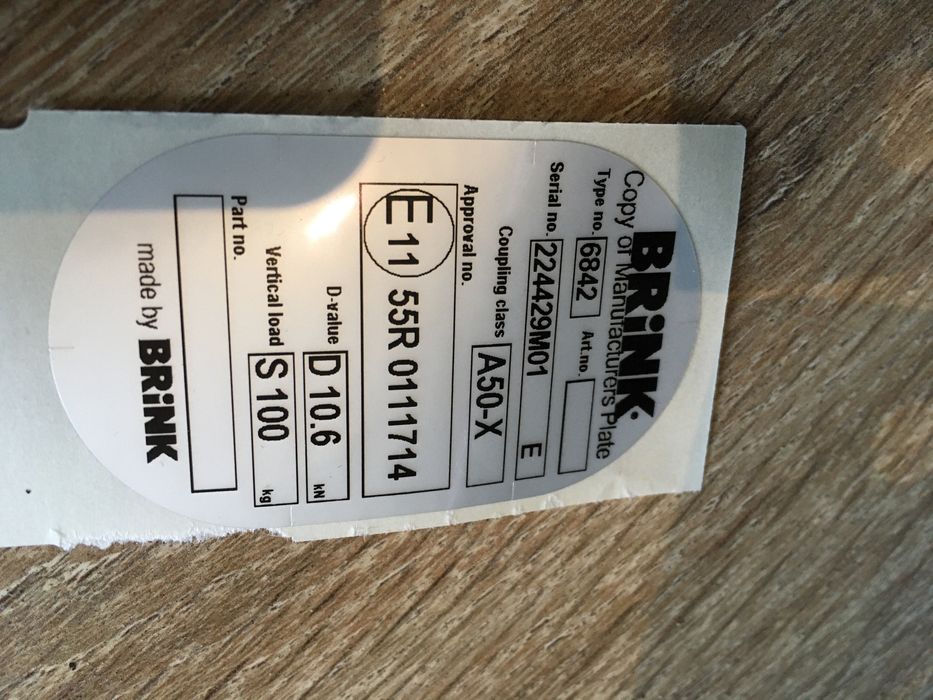 BRiNK
Copy of Manufacturers Plate
Type no. 6842 Art.no.
Serial no. 224429M01 E
Coupling class A50-X
Approval no.
E11 55R 0111714
D-value D 10.6 kN
Vertical load S 100 kg
Part no.
made by BRiNK